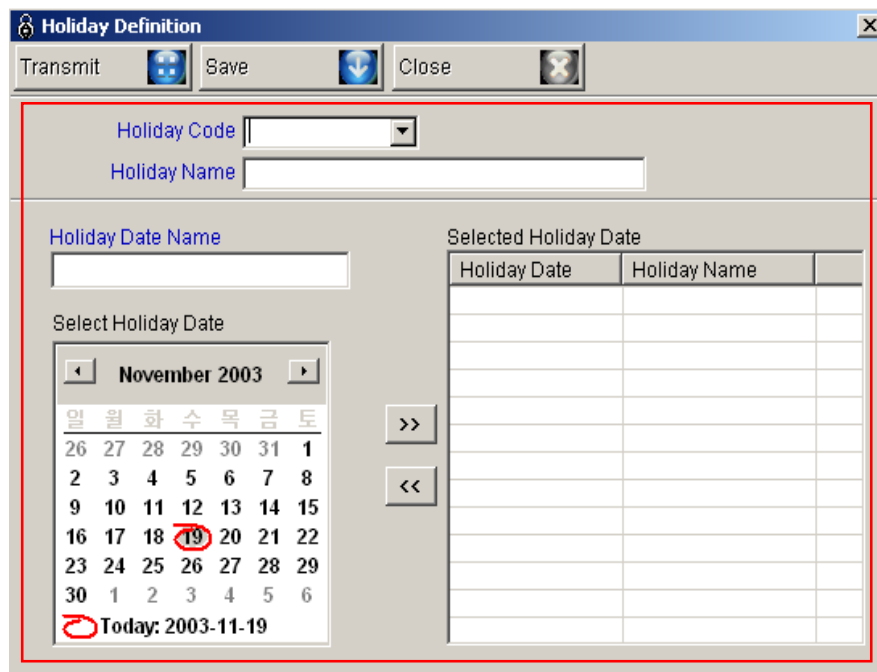 Holiday Definition
Transmit Save Close
Holiday Code
Holiday Name
Holiday Date Name
Selected Holiday Date
Holiday Date Holiday Name
Select Holiday Date
November 2003
일 월 화 수 목 금 토
26 27 28 29 30 31 1
2 3 4 5 6 7 8
9 10 11 12 13 14 15
16 17 18 19 20 21 22
23 24 25 26 27 28 29
30 1 2 3 4 5 6
Today: 2003-11-19
>>
<<